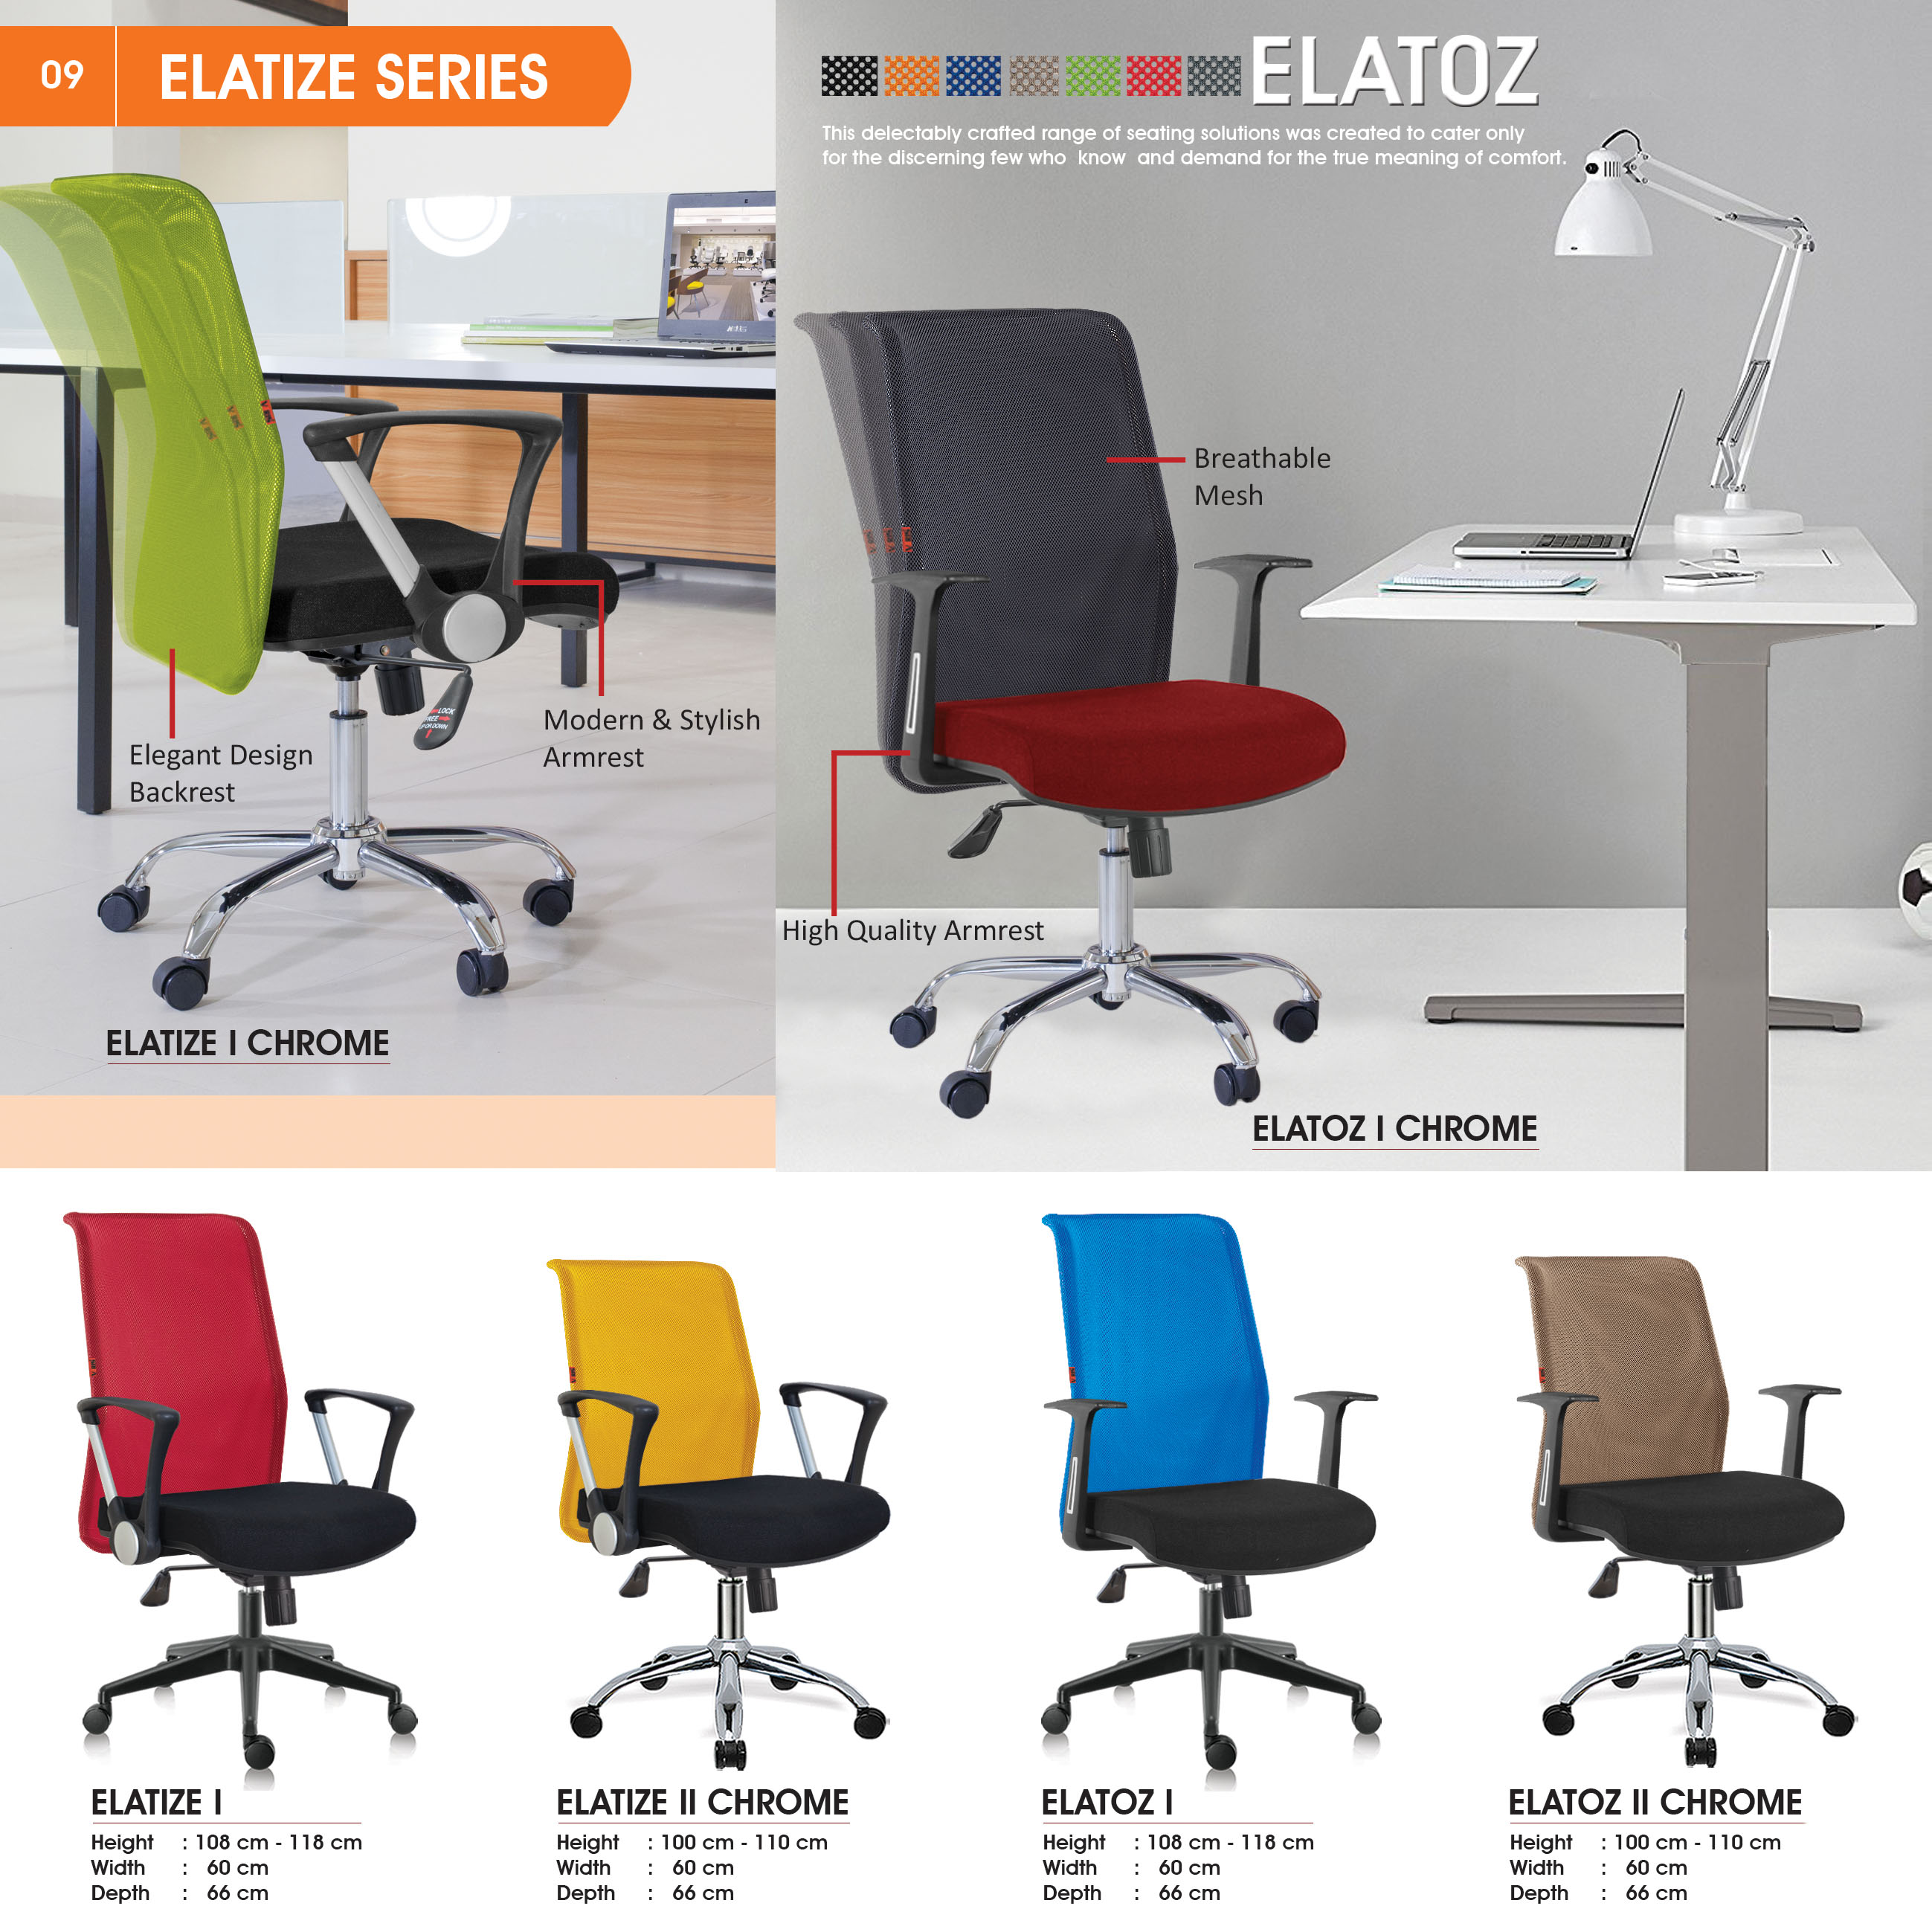 09
ELATIZE SERIES
ELATOZ
This delectably crafted range of seating solutions was created to cater only
for the discerning few who know and demand for the true meaning of comfort.
Breathable
Mesh
LOCK
FREE
UP OR DOWN
Modern & Stylish
Armrest
Elegant Design
Backrest
High Quality Armrest
ELATIZE I CHROME
ELATOZ I CHROME
ELATIZE I
Height : 108 cm - 118 cm
Width : 60 cm
Depth : 66 cm
ELATIZE II CHROME
Height : 100 cm - 110 cm
Width : 60 cm
Depth : 66 cm
ELATOZ I
Height : 108 cm - 118 cm
Width : 60 cm
Depth : 66 cm
ELATOZ II CHROME
Height : 100 cm - 110 cm
Width : 60 cm
Depth : 66 cm